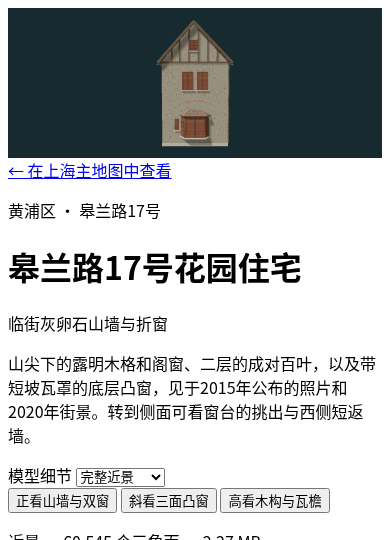 ← 在上海主地图中查看
黄浦区 · 皋兰路17号
皋兰路17号花园住宅
临街灰卵石山墙与折窗
山尖下的露明木格和阁窗、二层的成对百叶，以及带
短坡瓦罩的底层凸窗，见于2015年公布的照片和
2020年街景。转到侧面可看窗台的挑出与西侧短返
墙。
模型细节 完整近景
正看山墙与双窗 斜看三面凸窗 高看木构与瓦檐